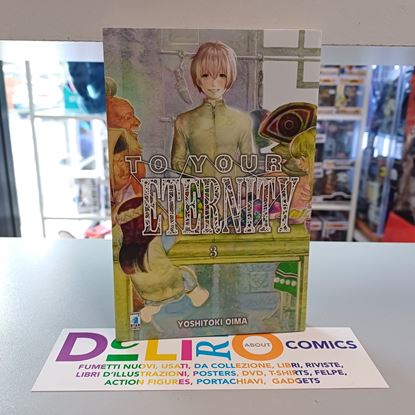 TO YOUR
ETERNITY
3
YOSHITOKI OIMA
DELIRO ABOUT COMICS
FUMETTI NUOVI, USATI, DA COLLEZIONE, LIBRI, RIVISTE,
LIBRI D'ILLUSTRAZIONI, POSTERS, DVD, T-SHIRTS, FELPE,
ACTION FIGURES, PORTACHIAVI, GADGETS